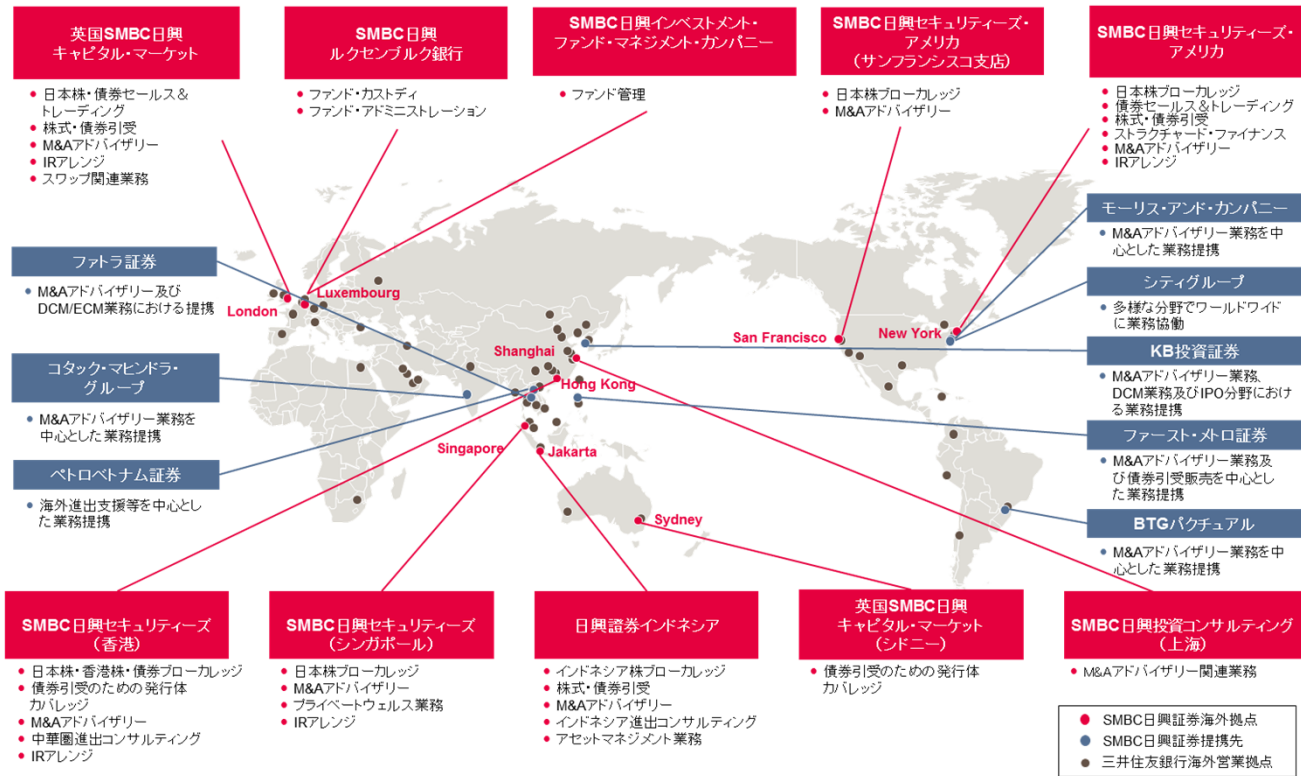 英国SMBC日興
キャピタル・マーケット
• 日本株・債券セールス&
トレーディング
• 株式・債券引受
• M&Aアドバイザリー
• IRアレンジ
• スワップ関連業務
SMBC日興
ルクセンブルク銀行
• ファンド・カストディ
• ファンド・アドミニストレーション
SMBC日興インベストメント・
ファンド・マネジメント・カンパニー
• ファンド管理
SMBC日興セキュリティーズ・
アメリカ
(サンフランシスコ支店)
• 日本株ブローカレッジ
• M&Aアドバイザリー
SMBC日興セキュリティーズ・
アメリカ
• 日本株ブローカレッジ
• 債券セールス&トレーディング
• 株式・債券引受
• ストラクチャード・ファイナンス
• M&Aアドバイザリー
• IRアレンジ
ファトラ証券
• M&Aアドバイザリー及び
DCM/ECM業務における提携
コタック・マヒンドラ・
グループ
• M&Aアドバイザリー業務を
中心とした業務提携
ペトロベトナム証券
• 海外進出支援等を中心とし
た業務提携
London
Luxembourg
Shanghai
Hong Kong
Singapore
Jakarta
Sydney
San Francisco
New York
モーリス・アンド・カンパニー
• M&Aアドバイザリー業務を中
心とした業務提携
シティグループ
• 多様な分野でワールドワイド
に業務協働
KB投資証券
• M&Aアドバイザリー業務、
DCM業務及びIPO分野におけ
る業務提携
ファースト・メトロ証券
• M&Aアドバイザリー業務及
び債券引受販売を中心とし
た業務提携
BTGパクチュアル
• M&Aアドバイザリー業務を中
心とした業務提携
SMBC日興セキュリティーズ
(香港)
• 日本株・香港株・債券ブローカレッジ
• 債券引受のための発行体
カバレッジ
• M&Aアドバイザリー
• 中華圏進出コンサルティング
• IRアレンジ
SMBC日興セキュリティーズ
(シンガポール)
• 日本株ブローカレッジ
• M&Aアドバイザリー
• プライベートウェルス業務
• IRアレンジ
日興證券インドネシア
• インドネシア株ブローカレッジ
• 株式・債券引受
• M&Aアドバイザリー
• インドネシア進出コンサルティング
• アセットマネジメント業務
英国SMBC日興
キャピタル・マーケット
(シドニー)
• 債券引受のための発行体
カバレッジ
SMBC日興投資コンサルティング
(上海)
• M&Aアドバイザリー関連業務
● SMBC日興証券海外拠点
● SMBC日興証券提携先
● 三井住友銀行海外営業拠点